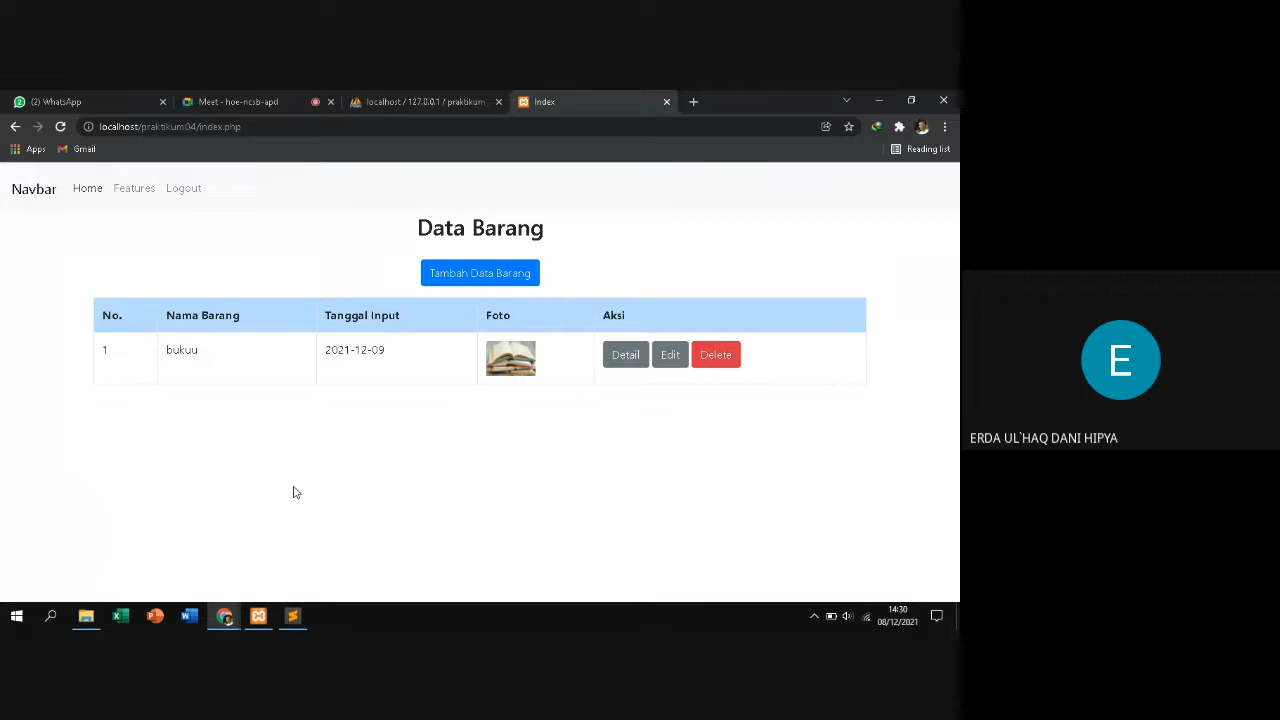 (2) WhatsApp
Meet - hoe-ncsb-apd
localhost / 127.0.0.1 / praktikum
Index
localhost/praktikum04/index.php
Apps
Gmail
Reading list
Navbar Home Features Logout
Data Barang
Tambah Data Barang
No. Nama Barang Tanggal Input Foto Aksi
1 bukuu 2021-12-09 Detail Edit Delete
E
ERDA UL`HAQ DANI HIPYA
14:30
08/12/2021